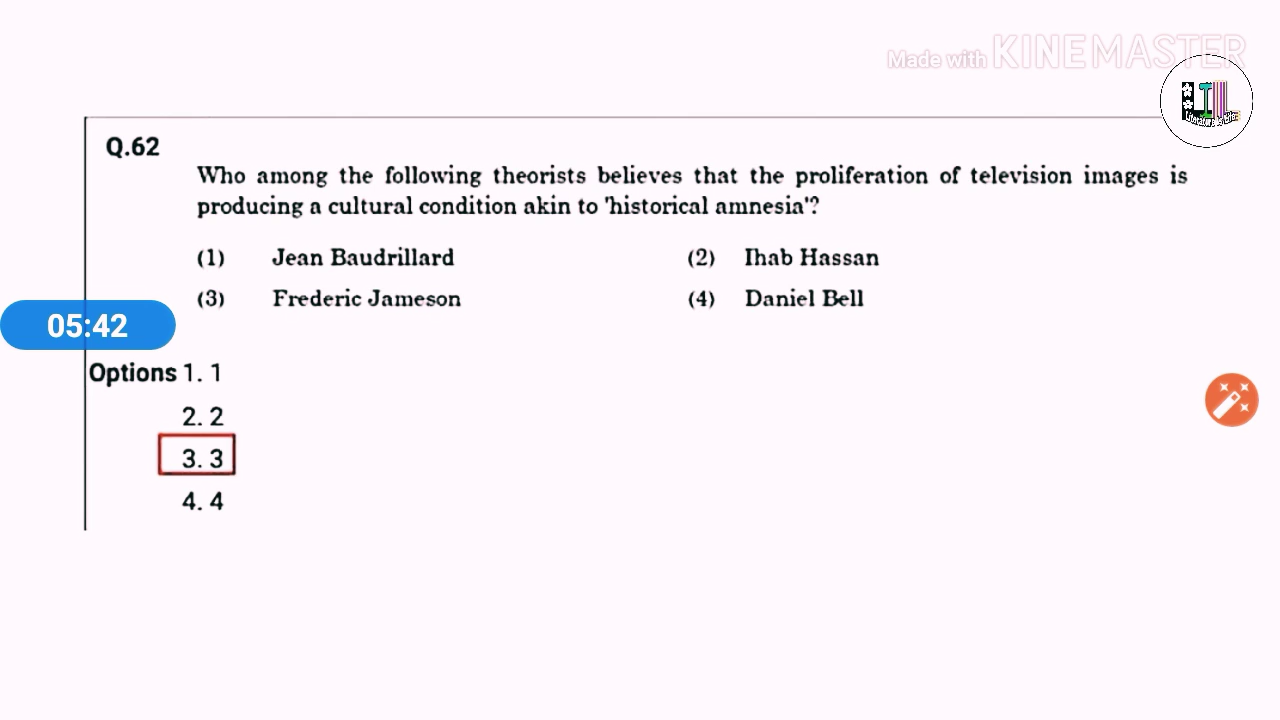 Made with KINEMASTER
Q.62
Who among the following theorists believes that the proliferation of television images is
producing a cultural condition akin to 'historical amnesia'?
(1) Jean Baudrillard (2) Ihab Hassan
(3) Frederic Jameson (4) Daniel Bell
05:42
Options 1. 1
2. 2
3. 3
4. 4